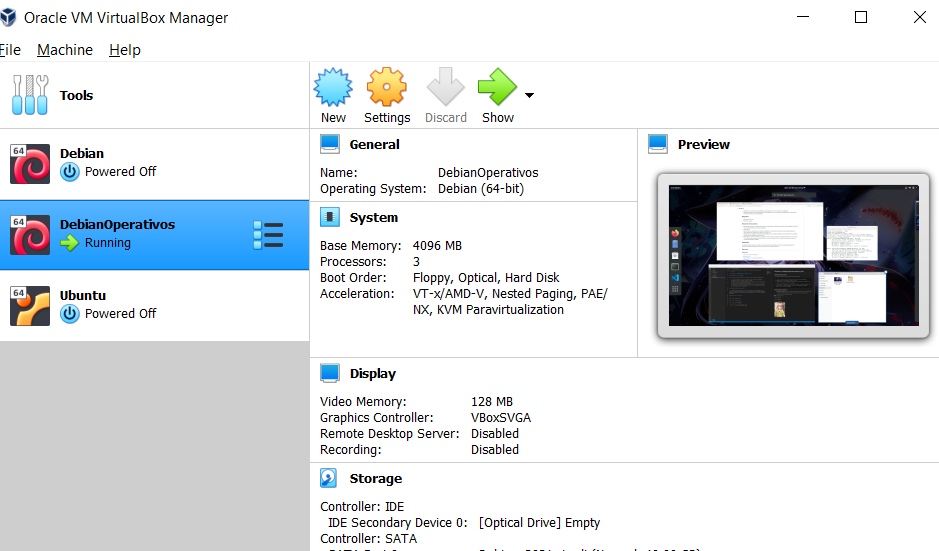 Oracle VM VirtualBox Manager
File Machine Help
Tools
New Settings Discard Show
64
Debian
Powered Off
64
DebianOperativos
Running
64
Ubuntu
Powered Off
General
Name: DebianOperativos
Operating System: Debian (64-bit)
System
Base Memory: 4096 MB
Processors: 3
Boot Order: Floppy, Optical, Hard Disk
Acceleration: VT-x/AMD-V, Nested Paging, PAE/
NX, KVM Paravirtualization
Preview
Display
Video Memory: 128 MB
Graphics Controller: VBoxSVGA
Remote Desktop Server: Disabled
Recording: Disabled
Storage
Controller: IDE
IDE Secondary Device 0: [Optical Drive] Empty
Controller: SATA